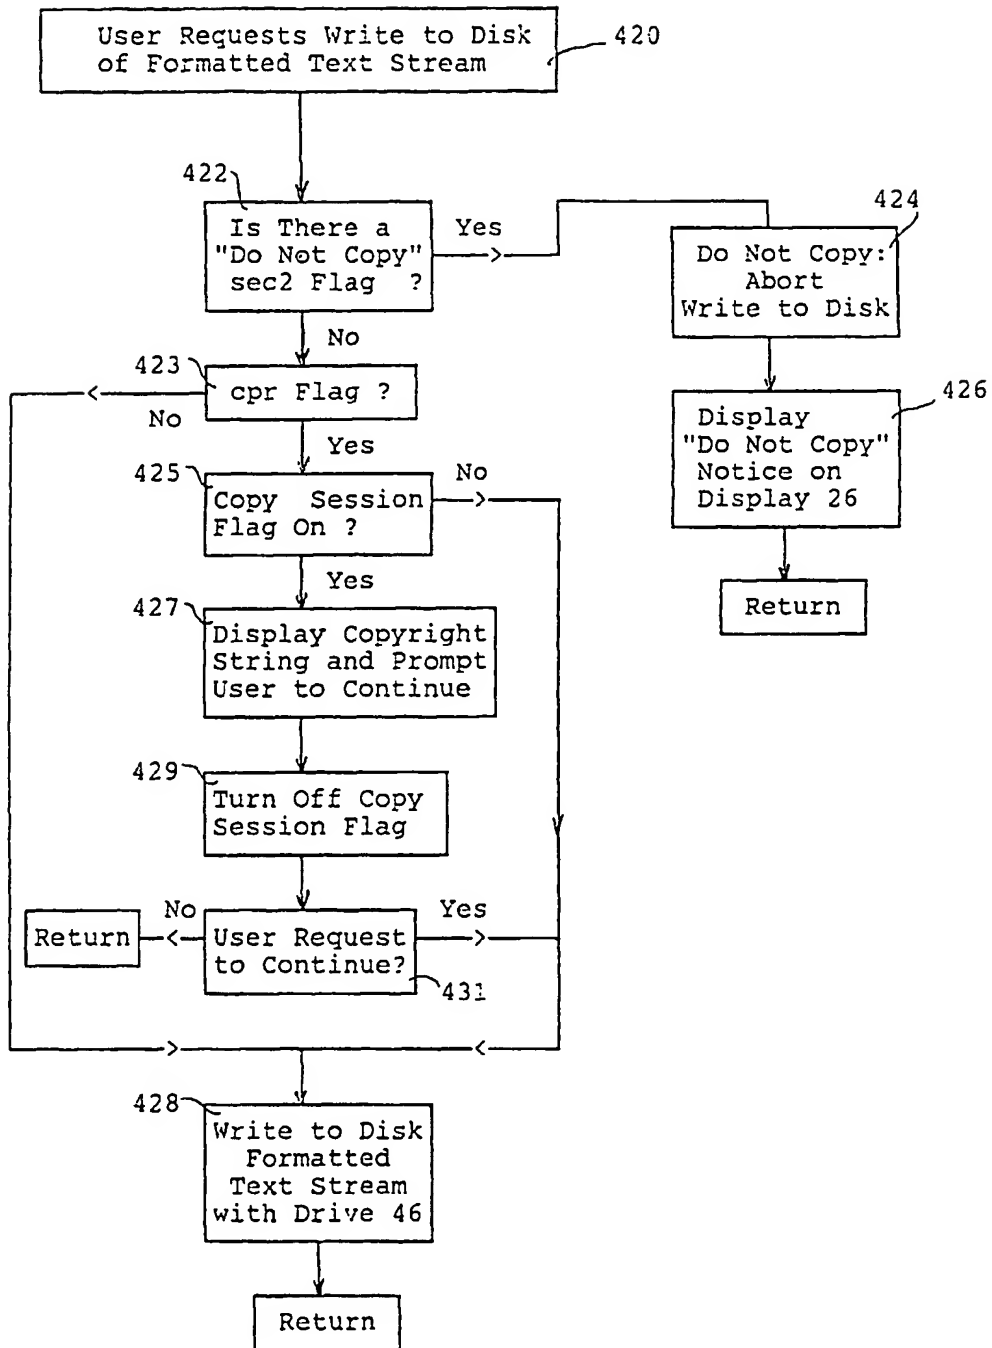 User Requests Write to Disk
of Formatted Text Stream
420
422
Is There a
"Do Not Copy"
sec2 Flag ?
Yes
424
Do Not Copy:
Abort
Write to Disk
No
423
cpr Flag ?
No
Yes
426
Display
"Do Not Copy"
Notice on
Display 26
425
Copy Session
Flag On ?
No
Yes
Return
427
Display Copyright
String and Prompt
User to Continue
429
Turn Off Copy
Session Flag
No
Yes
Return
User Request
to Continue?
431
428
Write to Disk
Formatted
Text Stream
with Drive 46
Return